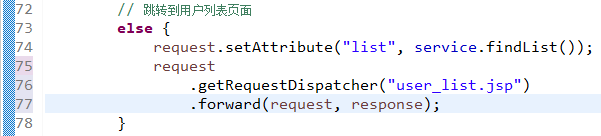 72 // 跳转到用户列表页面
73 else {
74 request.setAttribute("list", service.findList());
75 request
76 .getRequestDispatcher("user_list.jsp")
77 .forward(request, response);
78 }